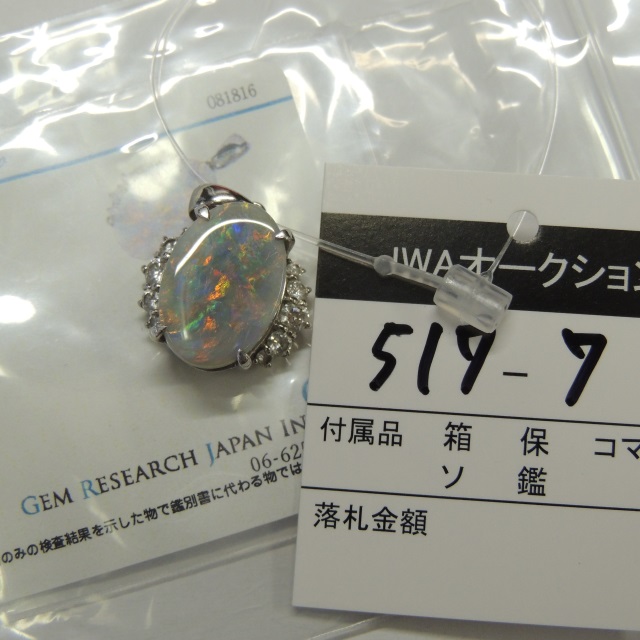 081816
JWAオークション
519-7
付属品 箱 保 コマ
ソ 鑑
落札金額
GEM RESEARCH JAPAN IN
06-62
のみの検査結果を示した物で鑑別書に代わる物では